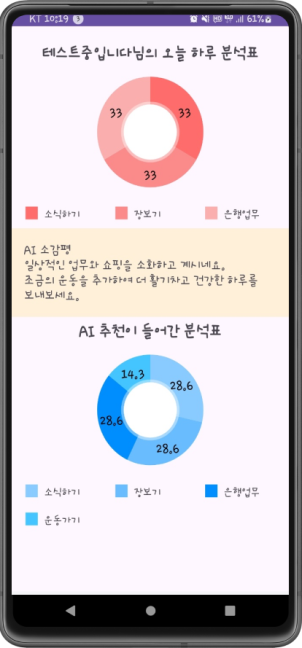 KT 10:19 3
61%
테스트중입니다님의 오늘 하루 분석표
33
33
33
소식하기 장보기 은행업무
AI 소감평
일상적인 업무와 쇼핑을 소화하고 계시네요.
조금의 운동을 추가하여 더 활기차고 건강한 하루를
보내보세요.
AI 추천이 들어간 분석표
14.3
28.6
28.6
28.6
소식하기 장보기 은행업무
운동가기